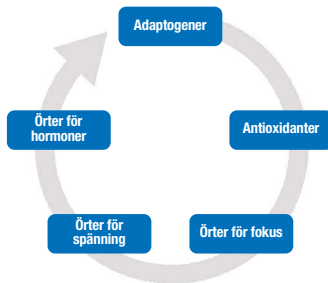 Adaptogener
Antioxidanter
Örter för fokus
Örter för
spänning
Örter för
hormoner